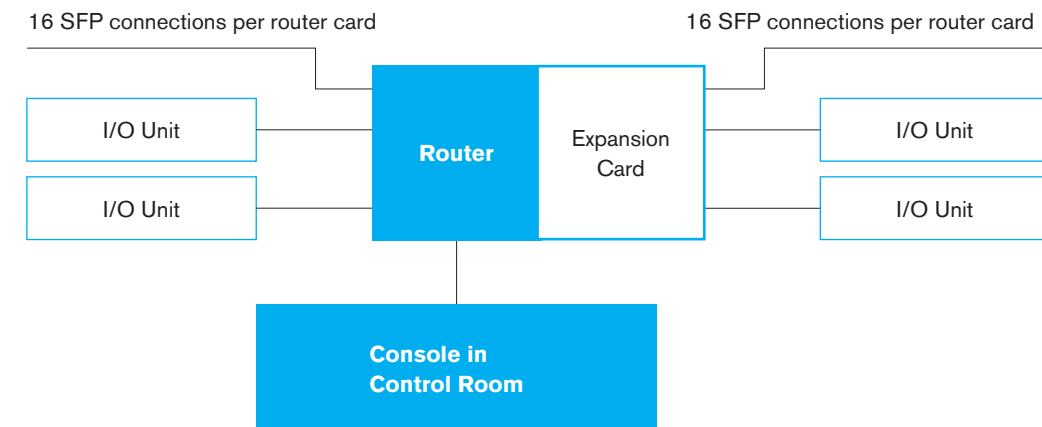 16 SFP connections per router card
16 SFP connections per router card
I/O Unit
I/O Unit
Router
Expansion
Card
I/O Unit
I/O Unit
Console in
Control Room